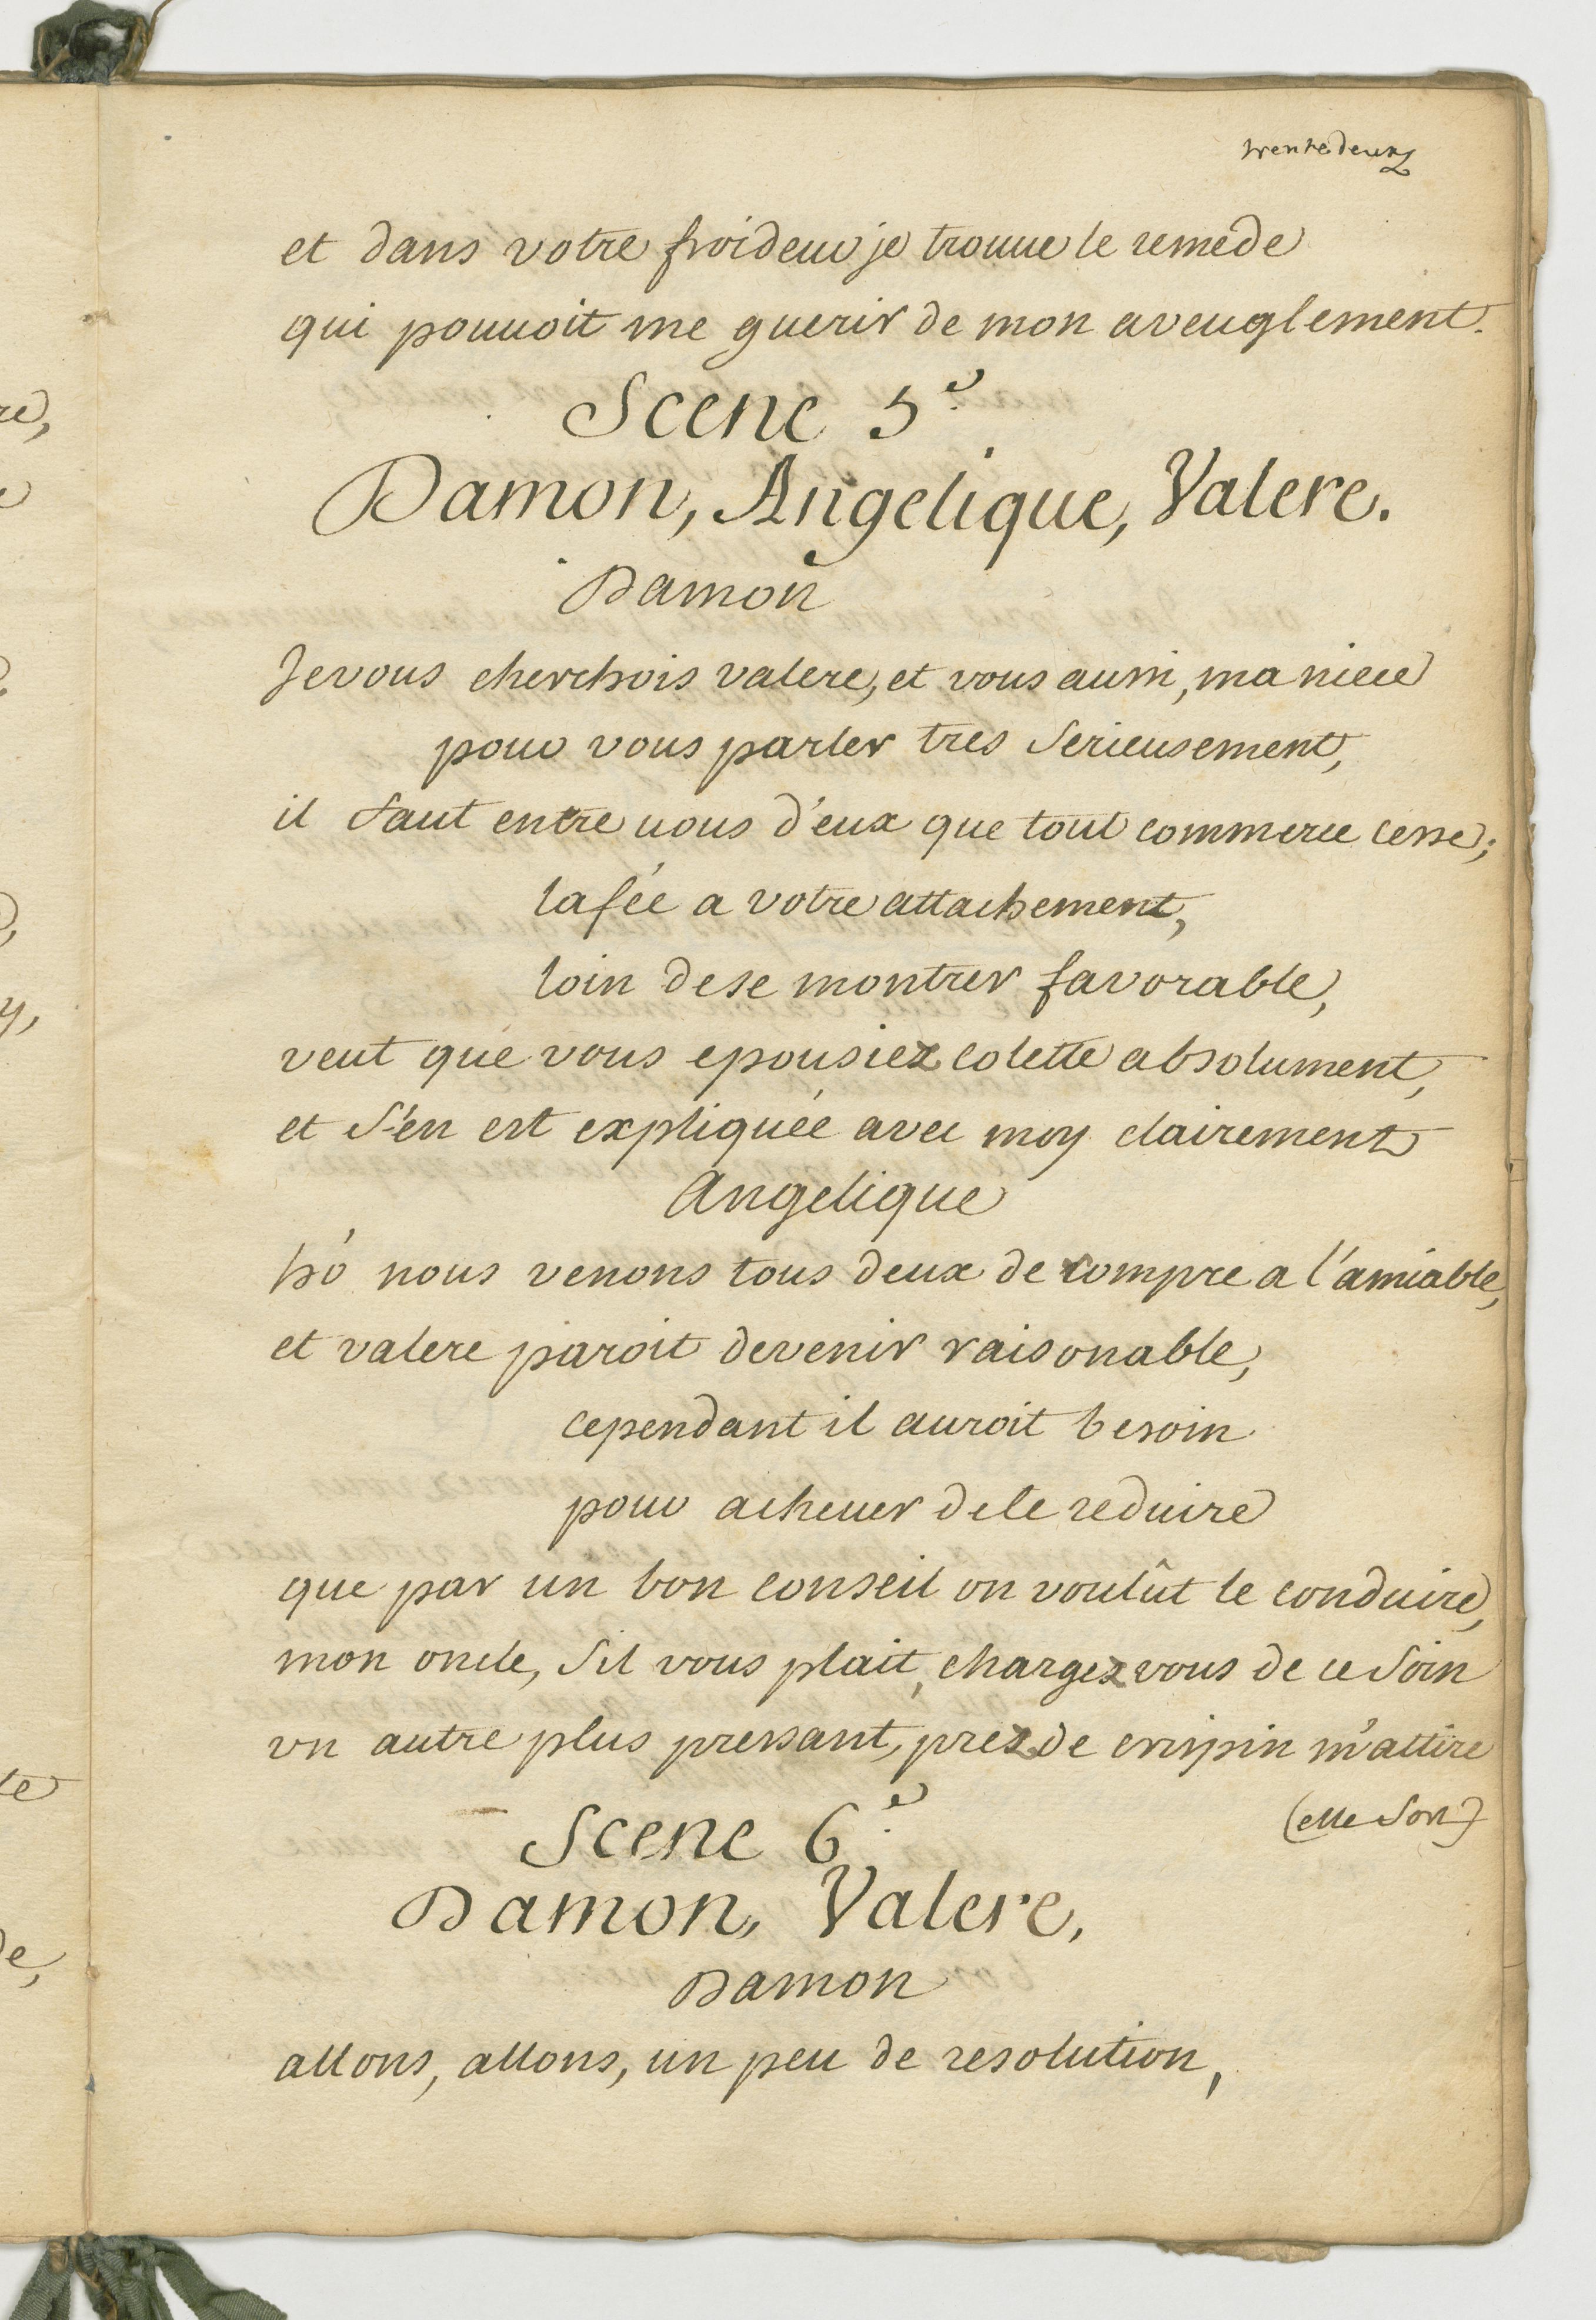 trente deux
et dans votre froideur je trouve le remede
qui pouuoit me guerir de mon aveuglement.
Scene 5.e
Damon, Angelique, Valere.
Damon
Je vous cherchois valere, et vous aussi, ma niece
pour vous parler tres serieusement,
il faut entre vous d'eux que tout commerce cesse;
la fée a votre attachement,
loin de se montrer favorable,
veut que vous epousiez colette absolument,
et s'en est expliquée avec moy clairement
Angelique
hó nous venons tous deux de rompre a l'amiable,
et valere paroit devenir raisonable,
cependant il auroit besoin
pour acheuer de le reduire
que par un bon conseil on voulût le conduire,
mon oncle, s'il vous plait, chargez vous de ce soin
vn autre plus pressant, prez de crispin m'attire
(elle sort)
Scene 6.e
Damon, Valere,
Damon
allons, allons, un peu de resolution,